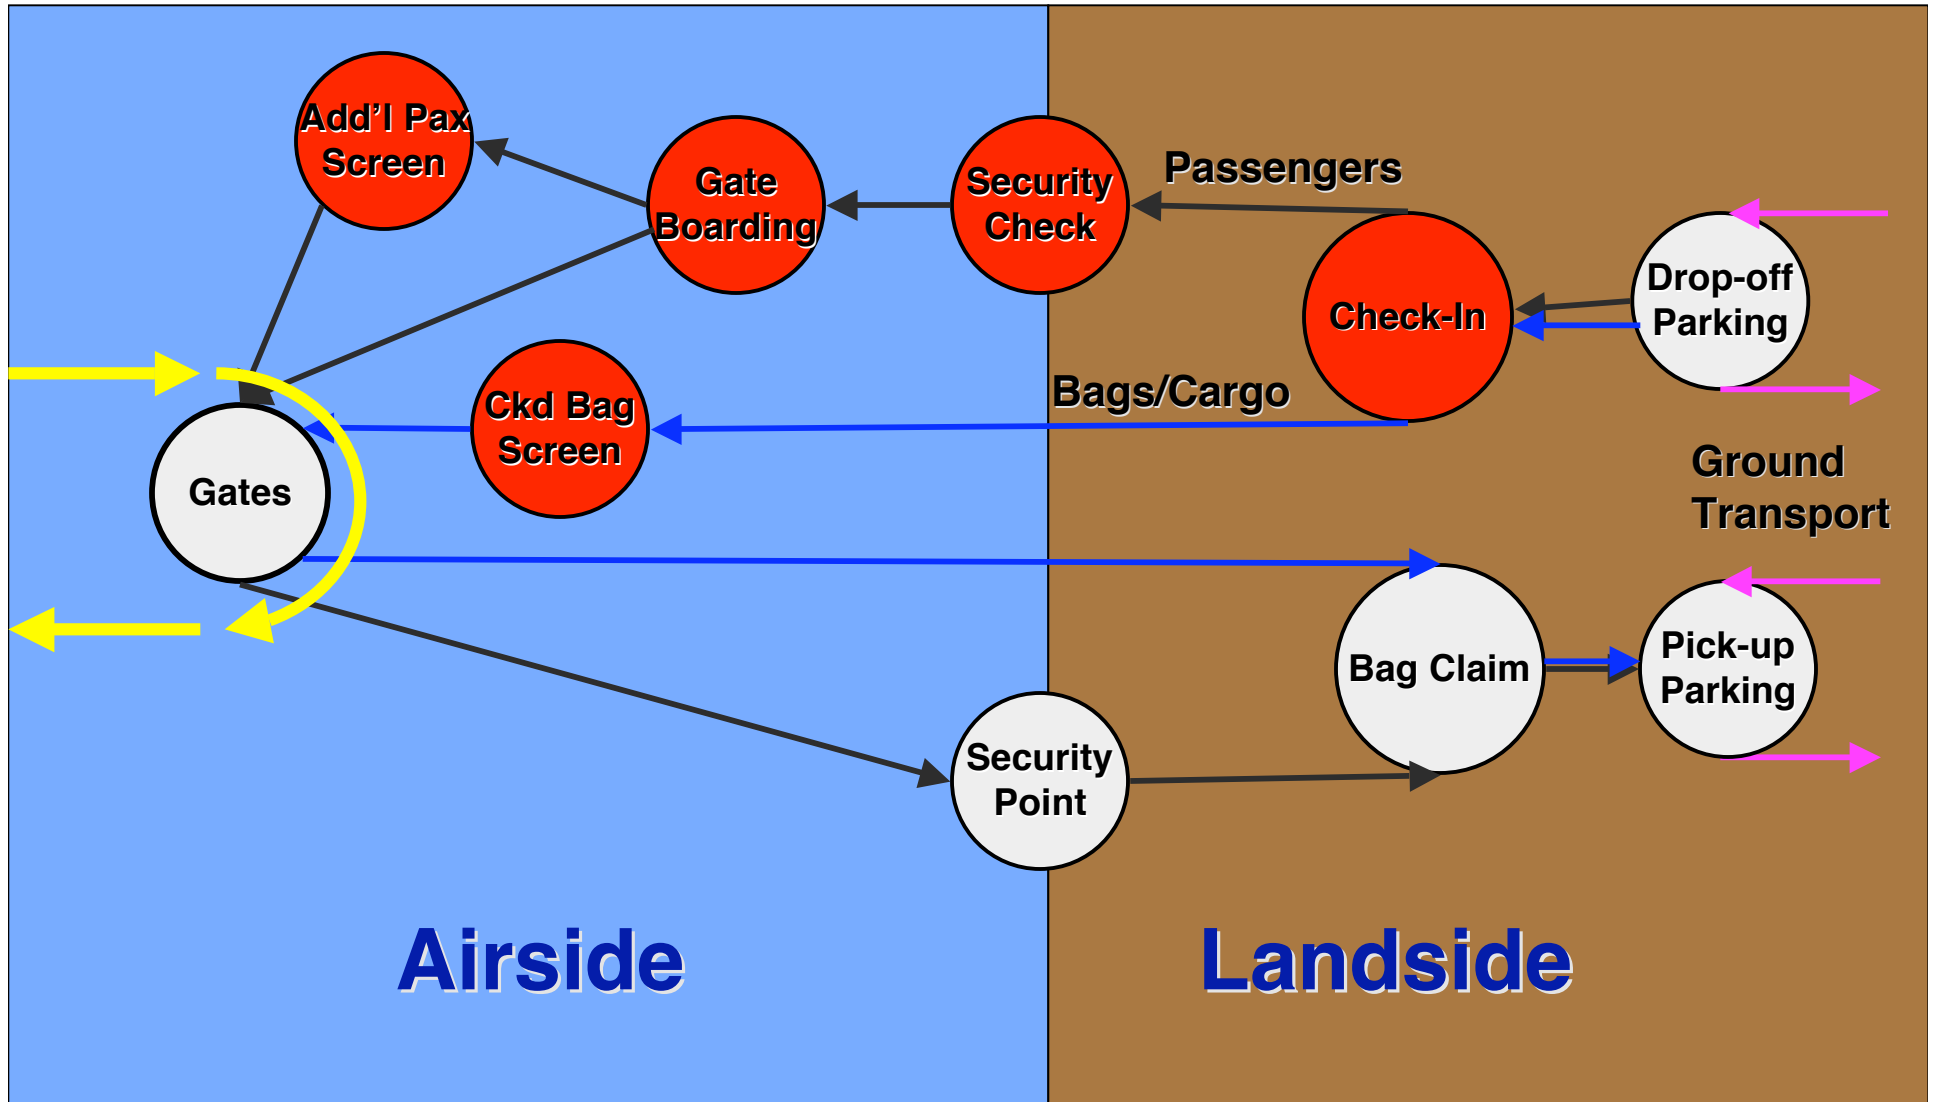 Add’l Pax
Screen
Gate
Boarding
Security
Check
Passengers
Check-In
Drop-off
Parking
Ckd Bag
Screen
Bags/Cargo
Gates
Ground
Transport
Bag Claim
Pick-up
Parking
Security
Point
Airside
Landside